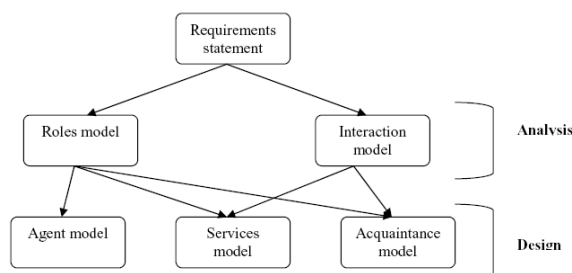 Requirements
statement
Roles model
Interaction
model
Analysis
Agent model
Services
model
Acquaintance
model
Design